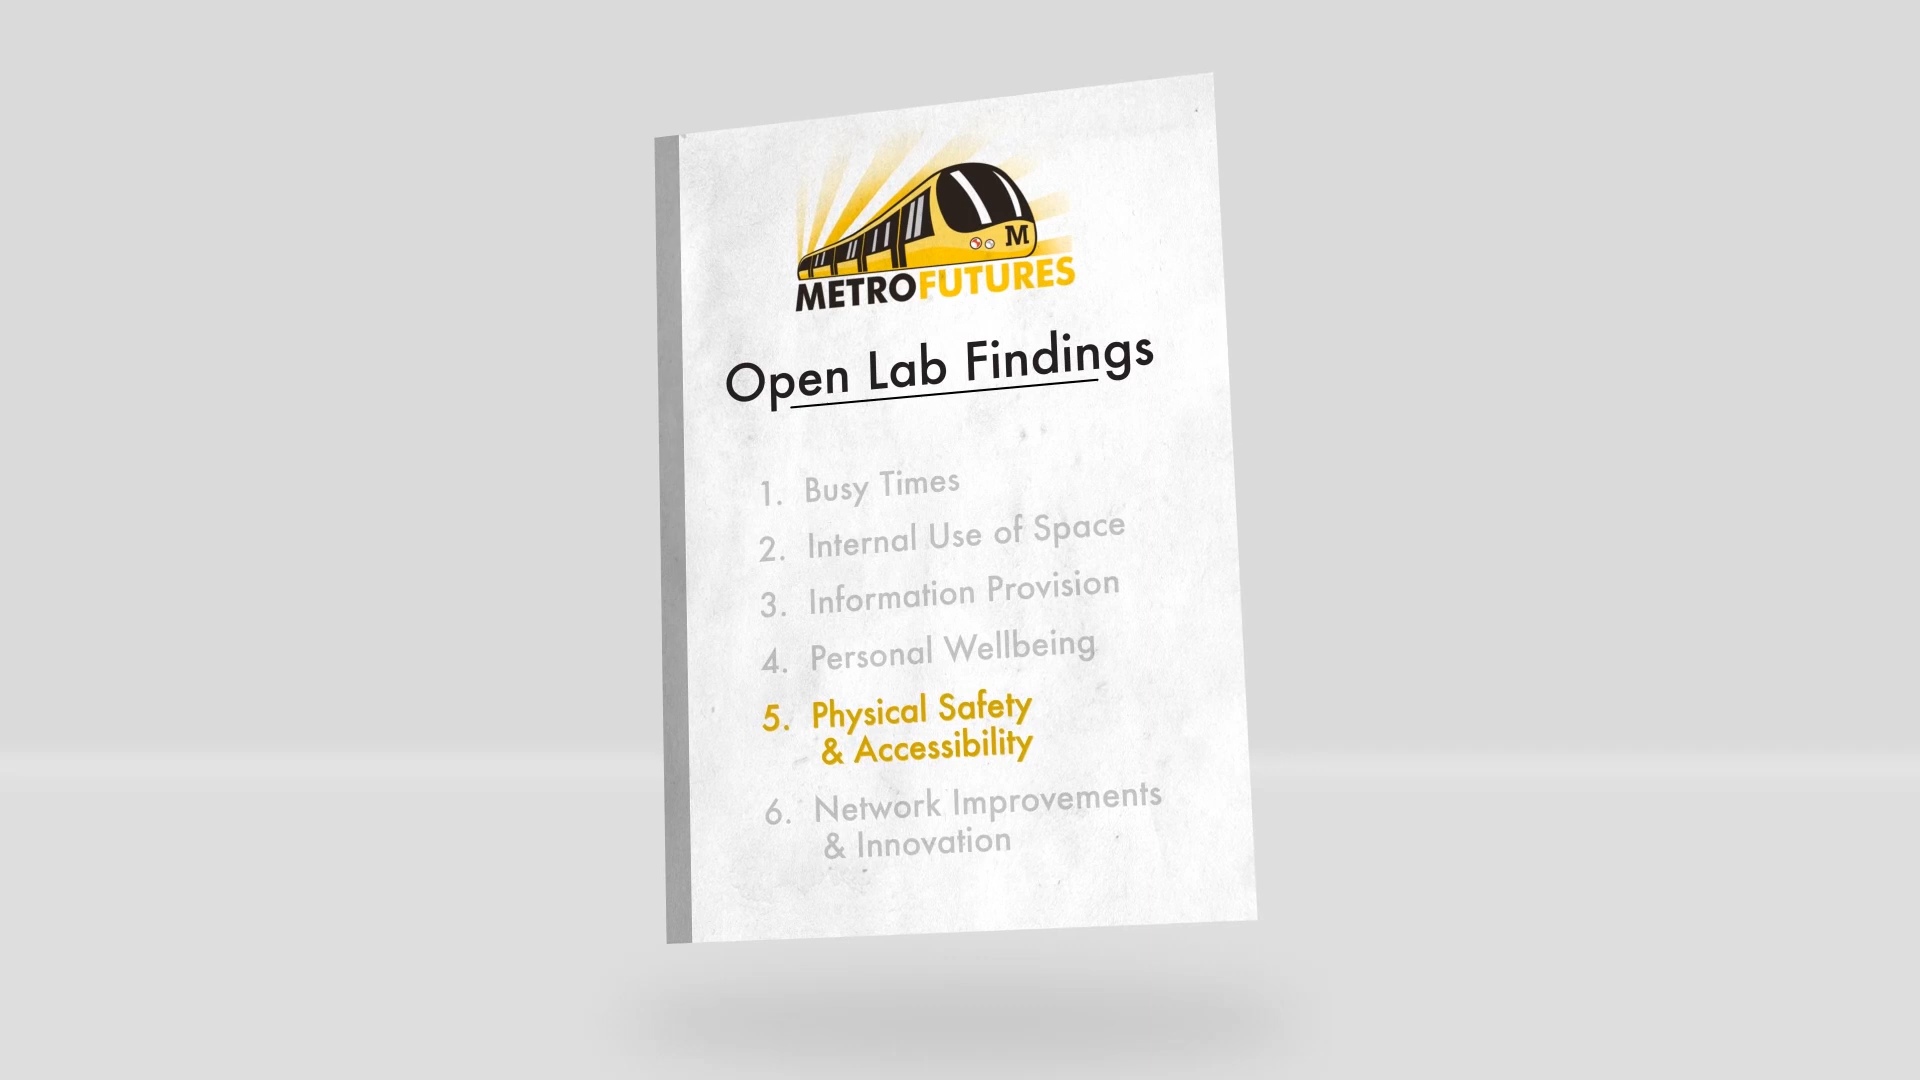 M
METROFUTURES
Open Lab Findings
1. Busy Times
2. Internal Use of Space
3. Information Provision
4. Personal Wellbeing
5. Physical Safety
& Accessibility
6. Network Improvements
& Innovation